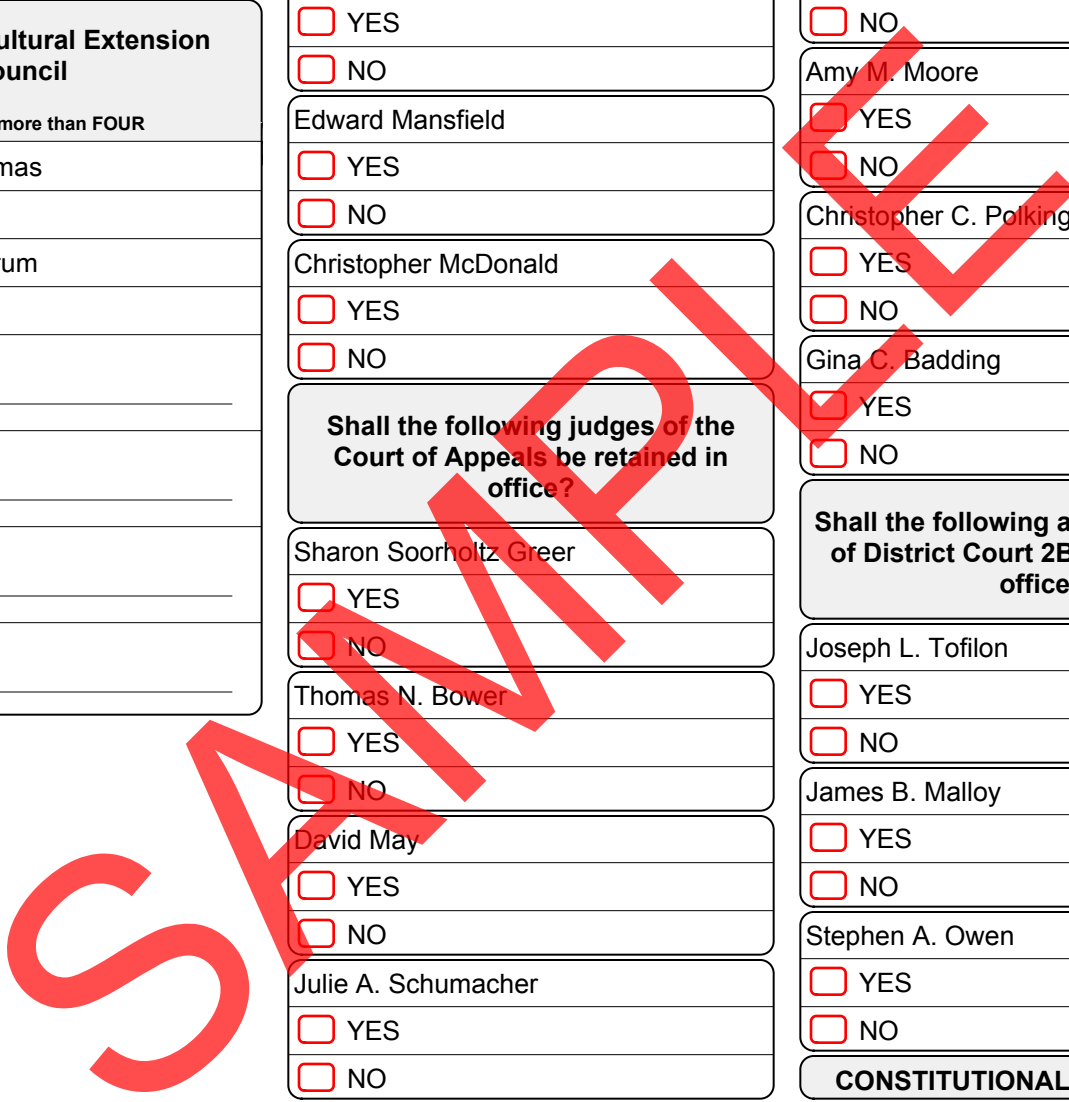 ultural Extension
ouncil
more than FOUR
mas
um
YES
NO
Edward Mansfield
YES
NO
Christopher McDonald
YES
NO
Shall the following judges of the
Court of Appeals be retained in
office?
Sharon Soorholtz Greer
YES
NO
Thomas N. Bower
YES
NO
David May
YES
NO
Julie A. Schumacher
YES
NO
NO
Amy M. Moore
YES
NO
Christopher C. Polking
YES
NO
Gina C. Badding
YES
NO
Shall the following a
of District Court 2B
office
Joseph L. Tofilon
YES
NO
James B. Malloy
YES
NO
Stephen A. Owen
YES
NO
CONSTITUTIONAL
SAMPLE